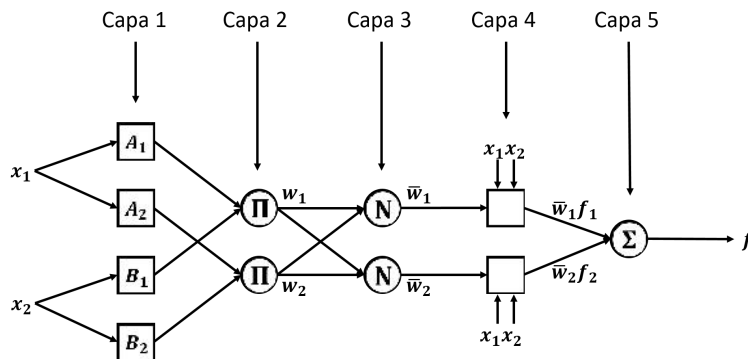 Capa 1 Capa 2 Capa 3 Capa 4 Capa 5
x₁x₂
A₁
x₁
w₁ w̅₁ w̅₁f₁
A₂ Π N
Σ f
B₁ Π N w̅₂f₂
w₂ w̅₂
x₂
x₁x₂
B₂